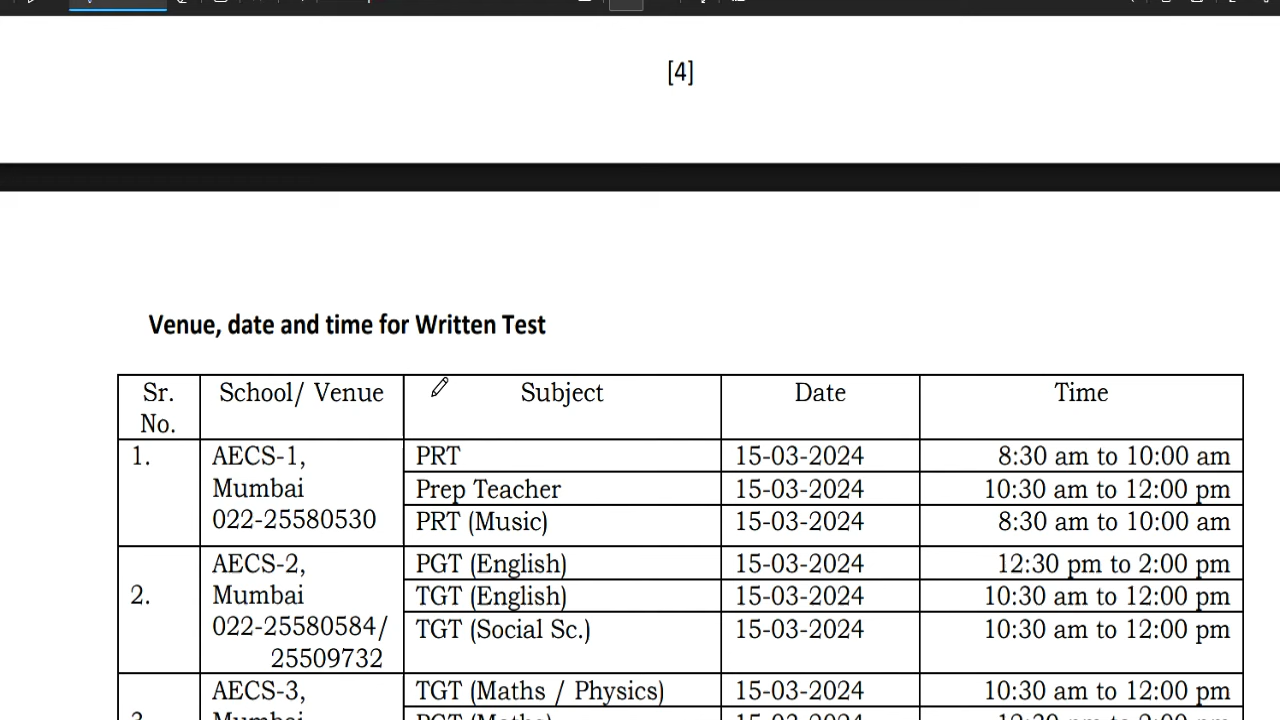 [4]
Venue, date and time for Written Test
Sr. No. School/ Venue Subject Date Time
1. AECS-1, Mumbai 022-25580530
PRT 15-03-2024 8:30 am to 10:00 am
Prep Teacher 15-03-2024 10:30 am to 12:00 pm
PRT (Music) 15-03-2024 8:30 am to 10:00 am
2. AECS-2, Mumbai 022-25580584/ 25509732
PGT (English) 15-03-2024 12:30 pm to 2:00 pm
TGT (English) 15-03-2024 10:30 am to 12:00 pm
TGT (Social Sc.) 15-03-2024 10:30 am to 12:00 pm
AECS-3,
TGT (Maths / Physics) 15-03-2024 10:30 am to 12:00 pm